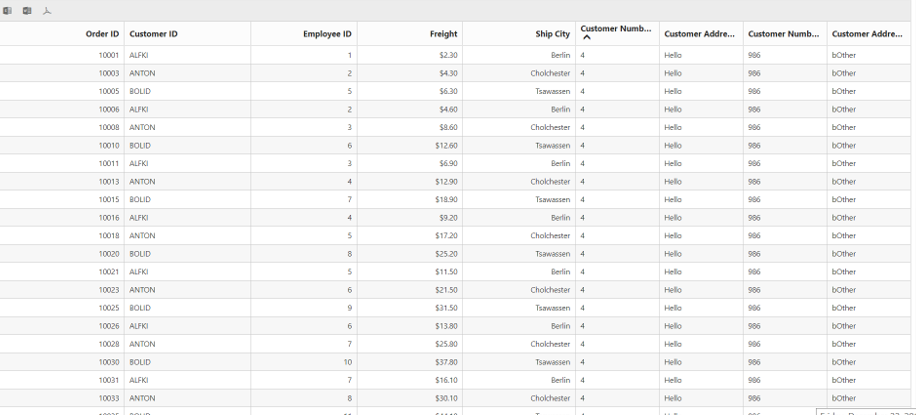 Order ID Customer ID Employee ID Freight Ship City Customer Numb... Customer Addre... Customer Numb... Customer Addre...
10001 ALFKI 1 $2.30 Berlin 4 Hello 986 bOther
10003 ANTON 2 $4.30 Cholchester 4 Hello 986 bOther
10005 BOLID 5 $6.30 Tsawassen 4 Hello 986 bOther
10006 ALFKI 2 $4.60 Berlin 4 Hello 986 bOther
10008 ANTON 3 $8.60 Cholchester 4 Hello 986 bOther
10010 BOLID 6 $12.60 Tsawassen 4 Hello 986 bOther
10011 ALFKI 3 $6.90 Berlin 4 Hello 986 bOther
10013 ANTON 4 $12.90 Cholchester 4 Hello 986 bOther
10015 BOLID 7 $18.90 Tsawassen 4 Hello 986 bOther
10016 ALFKI 4 $9.20 Berlin 4 Hello 986 bOther
10018 ANTON 5 $17.20 Cholchester 4 Hello 986 bOther
10020 BOLID 8 $25.20 Tsawassen 4 Hello 986 bOther
10021 ALFKI 5 $11.50 Berlin 4 Hello 986 bOther
10023 ANTON 6 $21.50 Cholchester 4 Hello 986 bOther
10025 BOLID 9 $31.50 Tsawassen 4 Hello 986 bOther
10026 ALFKI 6 $13.80 Berlin 4 Hello 986 bOther
10028 ANTON 7 $25.80 Cholchester 4 Hello 986 bOther
10030 BOLID 10 $37.80 Tsawassen 4 Hello 986 bOther
10031 ALFKI 7 $16.10 Berlin 4 Hello 986 bOther
10033 ANTON 8 $30.10 Cholchester 4 Hello 986 bOther